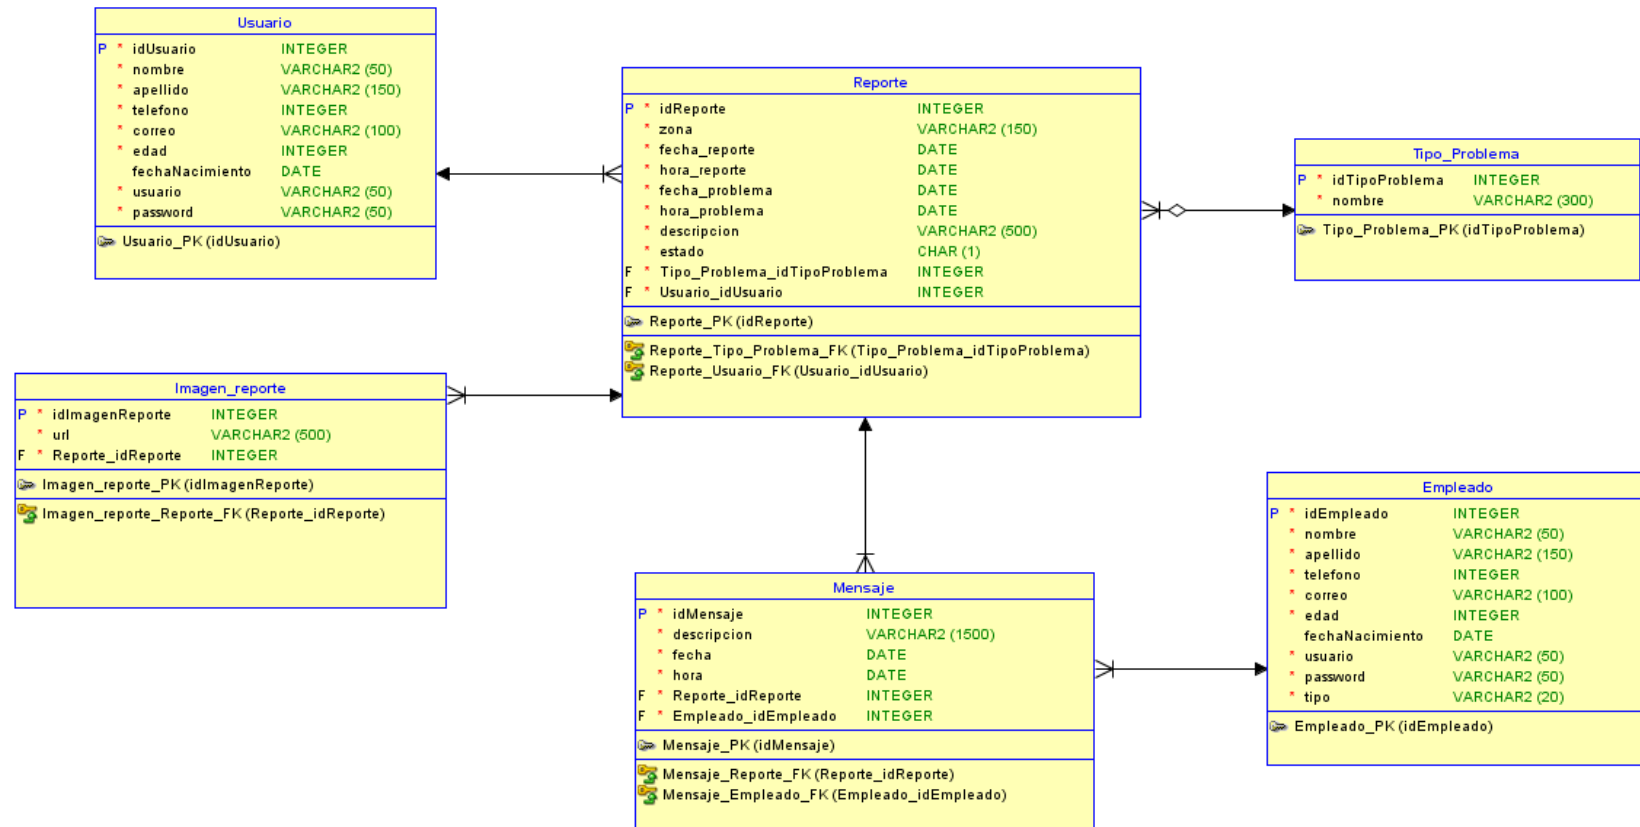 Usuario
P * idUsuario INTEGER
* nombre VARCHAR2 (50)
* apellido VARCHAR2 (150)
* telefono INTEGER
* correo VARCHAR2 (100)
* edad INTEGER
fechaNacimiento DATE
* usuario VARCHAR2 (50)
* password VARCHAR2 (50)
Usuario_PK (idUsuario)
Reporte
P * idReporte INTEGER
* zona VARCHAR2 (150)
* fecha_reporte DATE
* hora_reporte DATE
* fecha_problema DATE
* hora_problema DATE
* descripcion VARCHAR2 (500)
* estado CHAR (1)
F * Tipo_Problema_idTipoProblema INTEGER
F * Usuario_idUsuario INTEGER
Reporte_PK (idReporte)
Reporte_Tipo_Problema_FK (Tipo_Problema_idTipoProblema)
Reporte_Usuario_FK (Usuario_idUsuario)
Tipo_Problema
P * idTipoProblema INTEGER
* nombre VARCHAR2 (300)
Tipo_Problema_PK (idTipoProblema)
Imagen_reporte
P * idImagenReporte INTEGER
* url VARCHAR2 (500)
F * Reporte_idReporte INTEGER
Imagen_reporte_PK (idImagenReporte)
Imagen_reporte_Reporte_FK (Reporte_idReporte)
Mensaje
P * idMensaje INTEGER
* descripcion VARCHAR2 (1500)
* fecha DATE
* hora DATE
F * Reporte_idReporte INTEGER
F * Empleado_idEmpleado INTEGER
Mensaje_PK (idMensaje)
Mensaje_Reporte_FK (Reporte_idReporte)
Mensaje_Empleado_FK (Empleado_idEmpleado)
Empleado
P * idEmpleado INTEGER
* nombre VARCHAR2 (50)
* apellido VARCHAR2 (150)
* telefono INTEGER
* correo VARCHAR2 (100)
* edad INTEGER
fechaNacimiento DATE
* usuario VARCHAR2 (50)
* password VARCHAR2 (50)
* tipo VARCHAR2 (20)
Empleado_PK (idEmpleado)